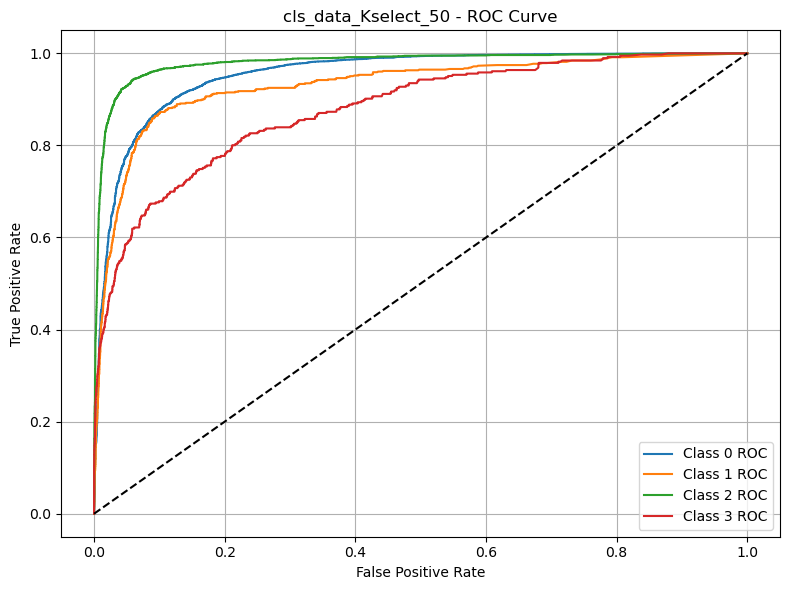 cls_data_Kselect_50 - ROC Curve
True Positive Rate
1.0
0.8
0.6
0.4
0.2
0.0
Class 0 ROC
Class 1 ROC
Class 2 ROC
Class 3 ROC
0.0 0.2 0.4 0.6 0.8 1.0
False Positive Rate